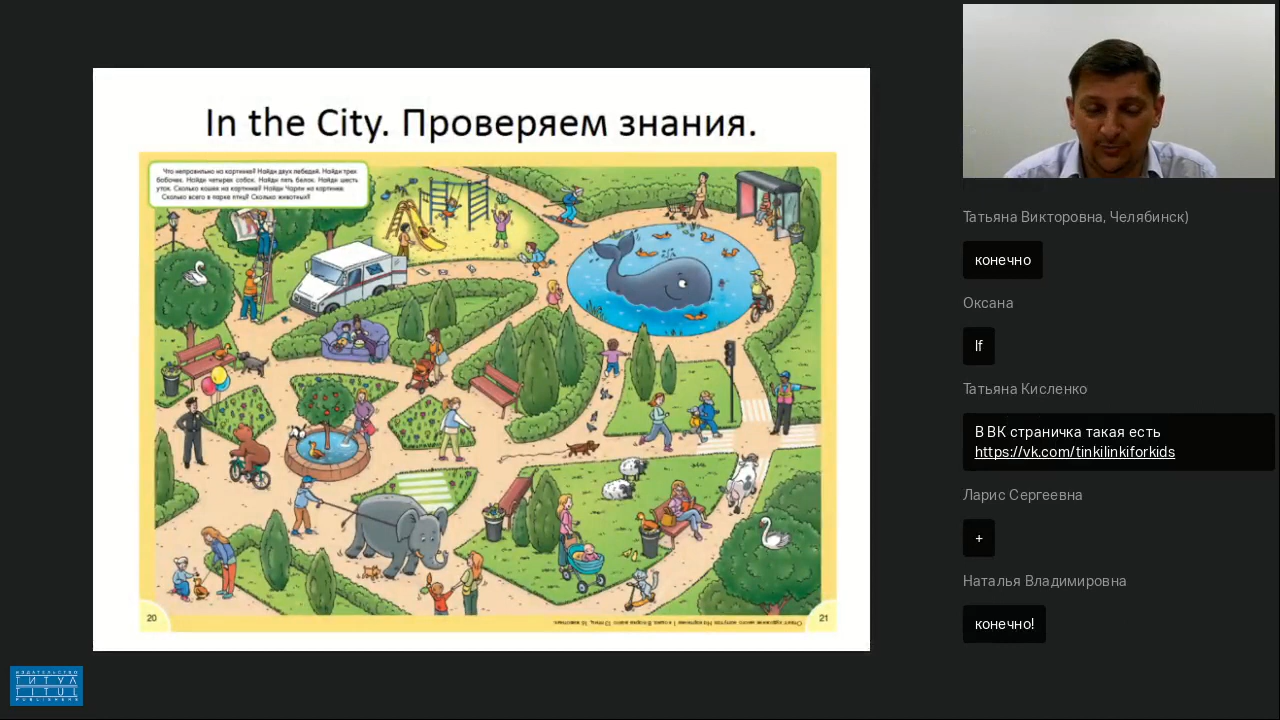 In the City. Проверяем знания.
Что неправильно на картинке? Найди двух лебедей. Найди трех
бабочек. Найди четырех собак. Найди пять белок. Найди шесть
уток. Сколько кошек на картинке? Найди Чарли на картинке.
Сколько всего в парке птиц? Сколько животных?
20
21
Татьяна Викторовна, Челябинск)
конечно
Оксана
If
Татьяна Кисленко
В ВК страничка такая есть
https://vk.com/tinkilinkiforkids
Ларис Сергеевна
+
Наталья Владимировна
конечно!
ИЗДАТЕЛЬСТВО
ТИТУЛ
TITUL
PUBLISHERS